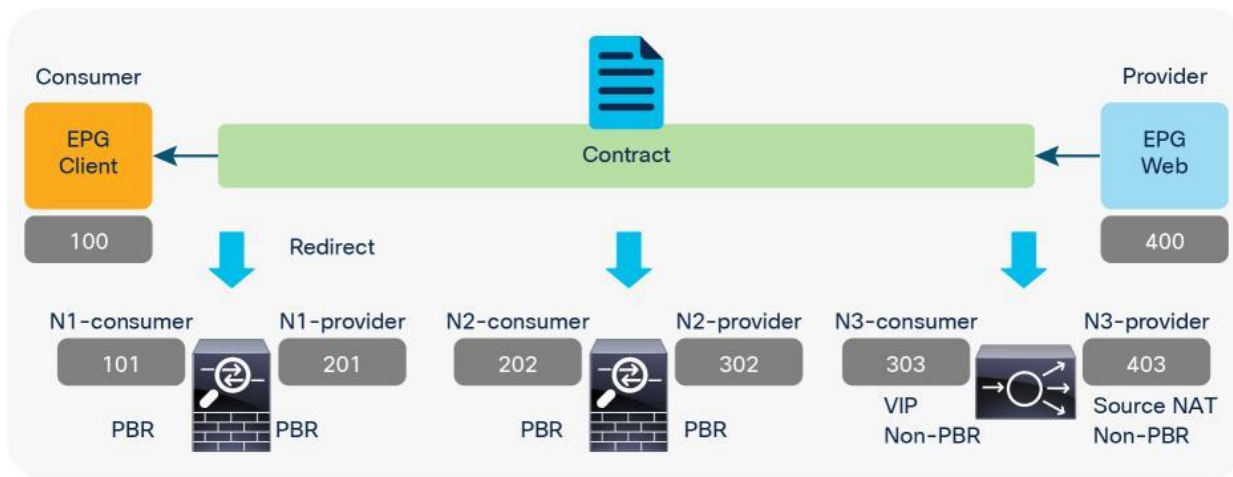 Consumer
Provider
EPG
Client
Contract
EPG
Web
100
Redirect
400
N1-consumer
N1-provider
N2-consumer
N2-provider
N3-consumer
N3-provider
101
201
202
302
303
403
PBR
PBR
PBR
PBR
VIP
Non-PBR
Source NAT
Non-PBR